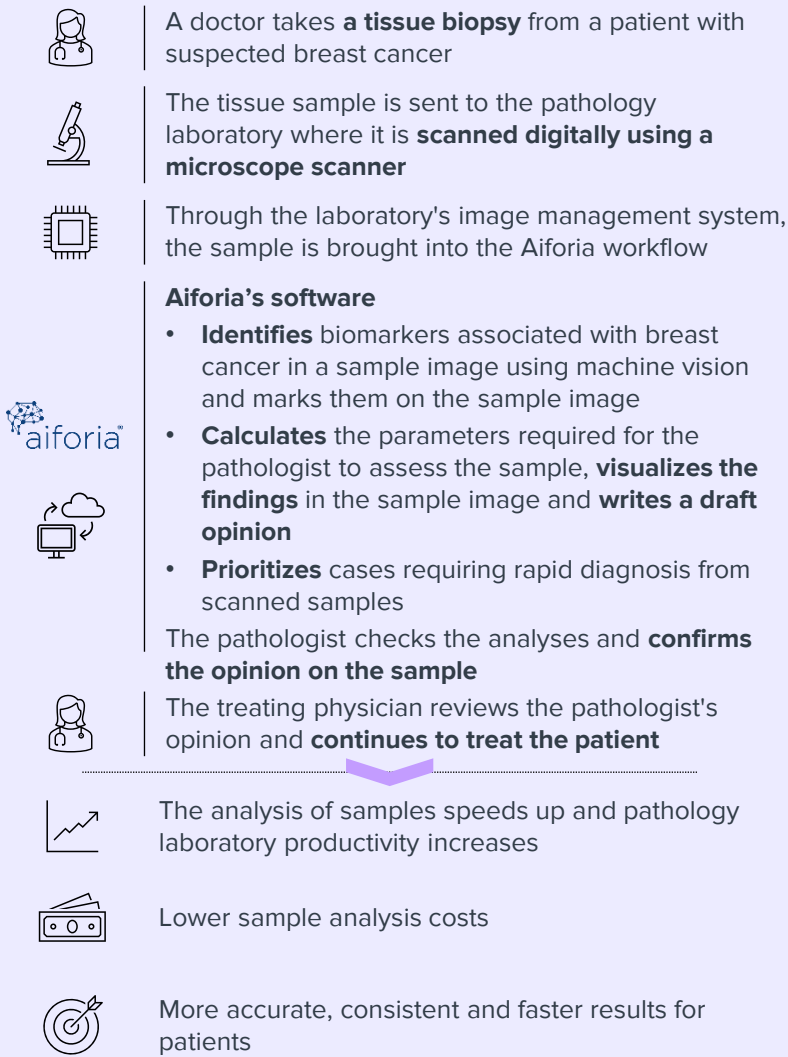 A doctor takes a tissue biopsy from a patient with
suspected breast cancer
The tissue sample is sent to the pathology
laboratory where it is scanned digitally using a
microscope scanner
Through the laboratory's image management system,
the sample is brought into the Aiforia workflow
Aiforia’s software
• Identifies biomarkers associated with breast
cancer in a sample image using machine vision
and marks them on the sample image
aiforia®
• Calculates the parameters required for the
pathologist to assess the sample, visualizes the
findings in the sample image and writes a draft
opinion
• Prioritizes cases requiring rapid diagnosis from
scanned samples
The pathologist checks the analyses and confirms
the opinion on the sample
The treating physician reviews the pathologist's
opinion and continues to treat the patient
The analysis of samples speeds up and pathology
laboratory productivity increases
Lower sample analysis costs
More accurate, consistent and faster results for
patients